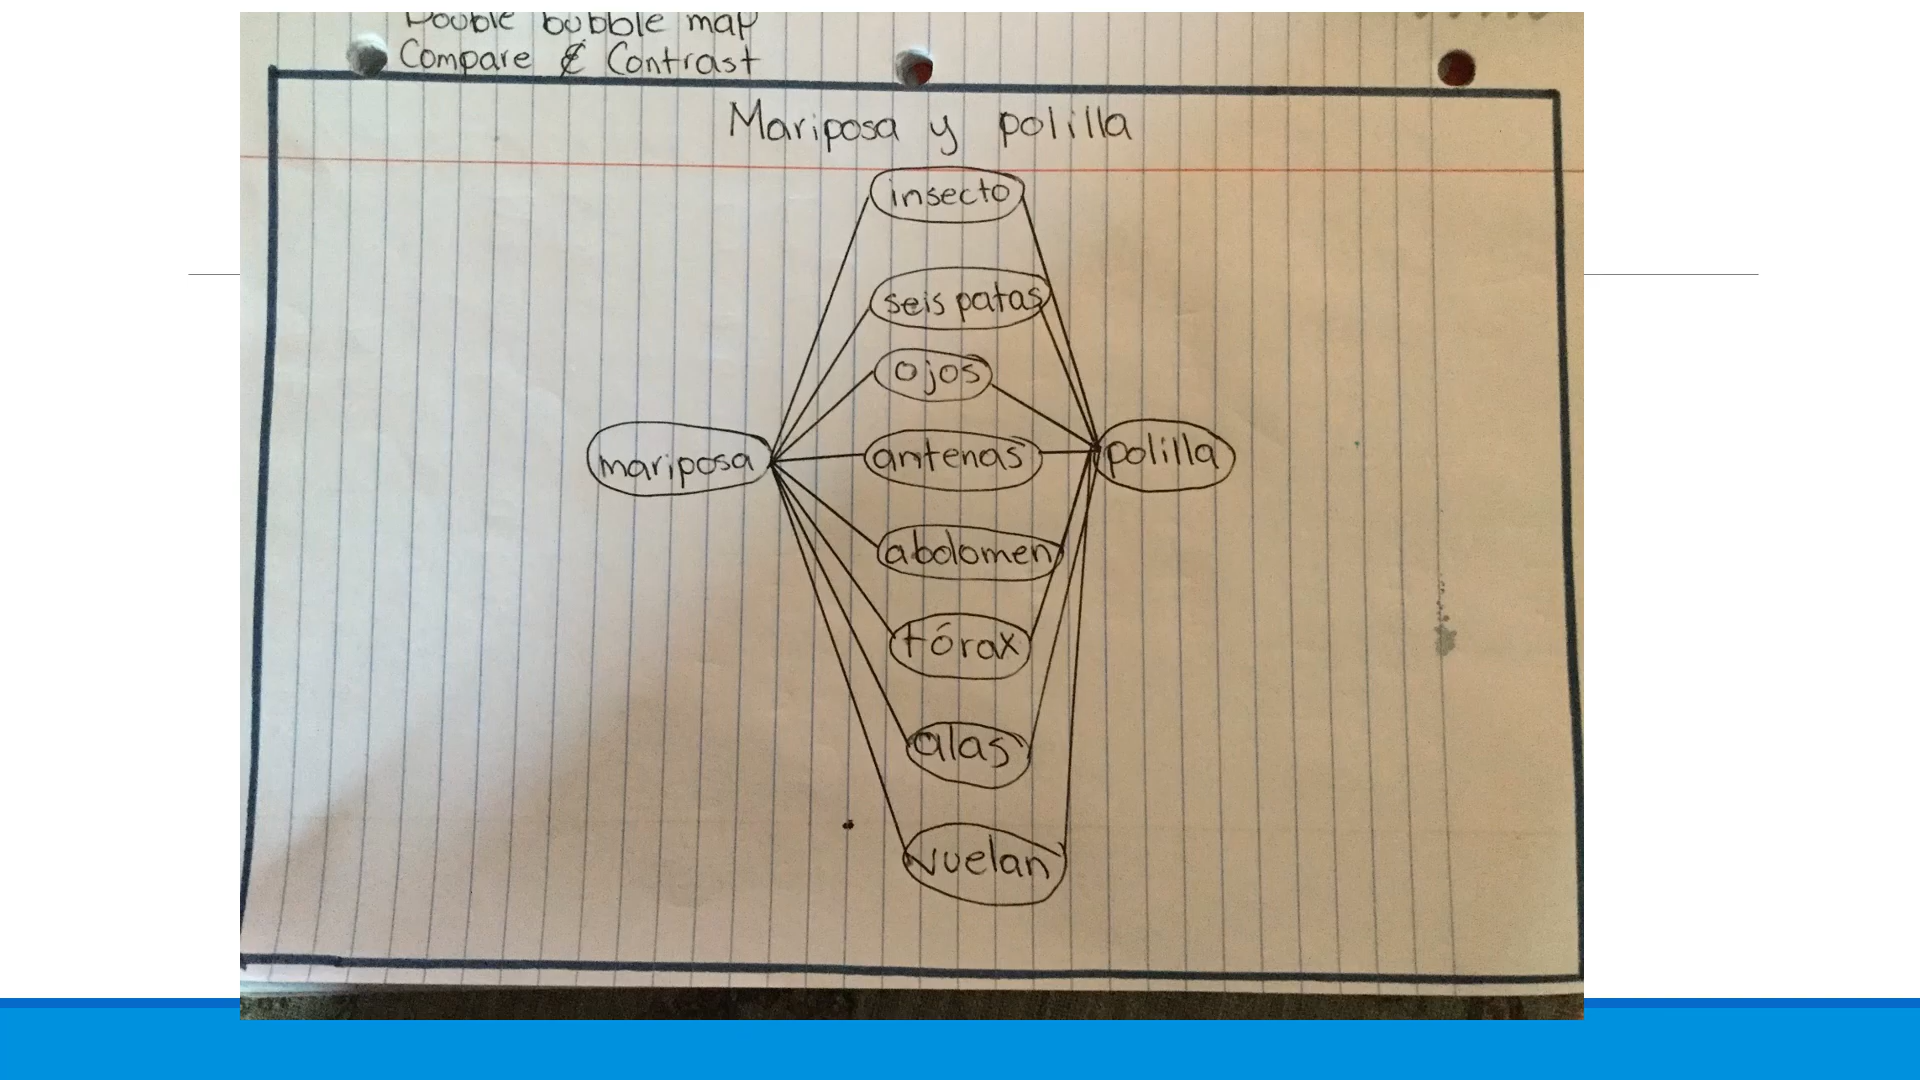 Double bubble map
Compare & Contrast
Mariposa y polilla
insecto
seis patas
ojos
mariposa
antenas
polilla
abdomen
tórax
alas
vuelan